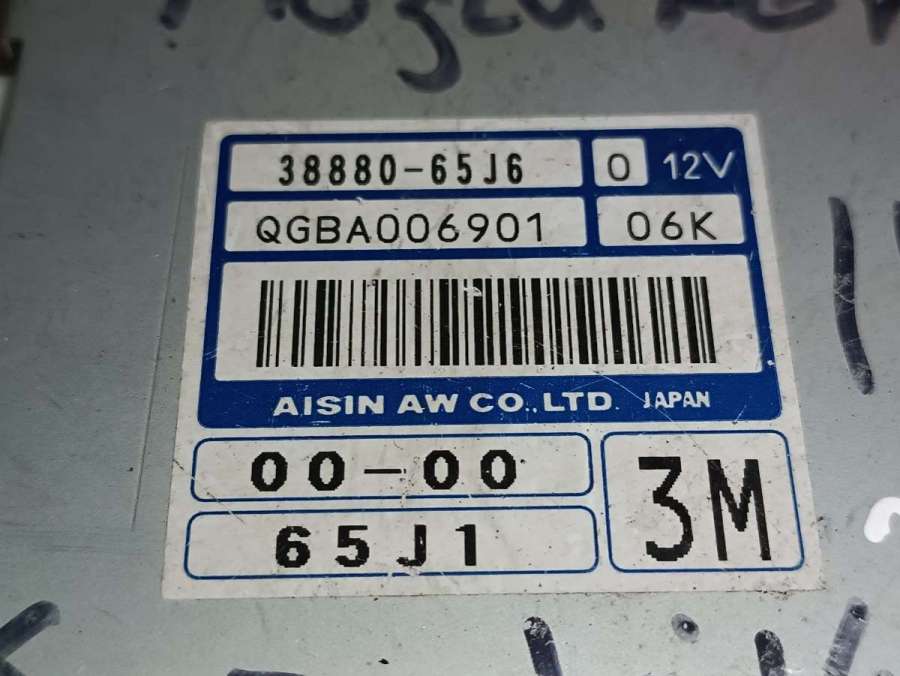 38880-65J6 0 12V
QGBA006901 06K
AISIN AW CO.,LTD. JAPAN
00-00
65J1
3M